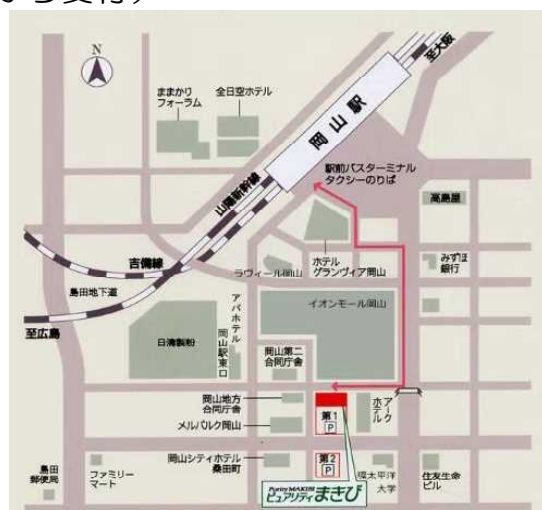 N
至大阪
ままかり
フォーラム
全日空ホテル
岡山駅
駅前バスターミナル
タクシーのりば
山陽新幹線
高島屋
吉備線
ラヴィール岡山
ホテル
グランヴィア岡山
みずほ
銀行
島田地下道
イオンモール岡山
至広島
日清製粉
アパホテル
岡山駅東口
岡山第二
合同庁舎
岡山地方
合同庁舎
第1
P
アーク
ホテル
メルパルク岡山
岡山シティホテル
桑田町
第2
P
島田
郵便局
ファミリー
マート
環太平洋
大学
住友生命
ビル
Purity MAKIBI
ピュアリティまきび